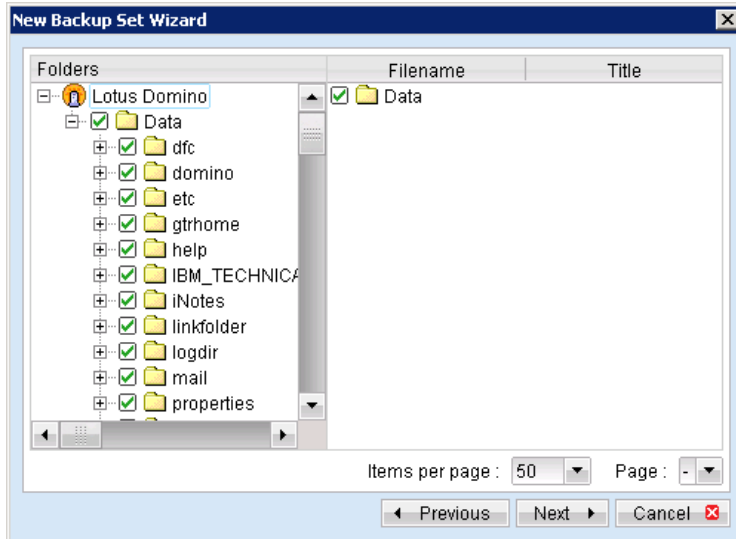 New Backup Set Wizard
Folders
Filename
Title
Lotus Domino
Data
dfc
domino
etc
gtrhome
help
IBM_TECHNICA
iNotes
linkfolder
logdir
mail
properties
Data
Items per page : 50 Page : -
Previous Next Cancel